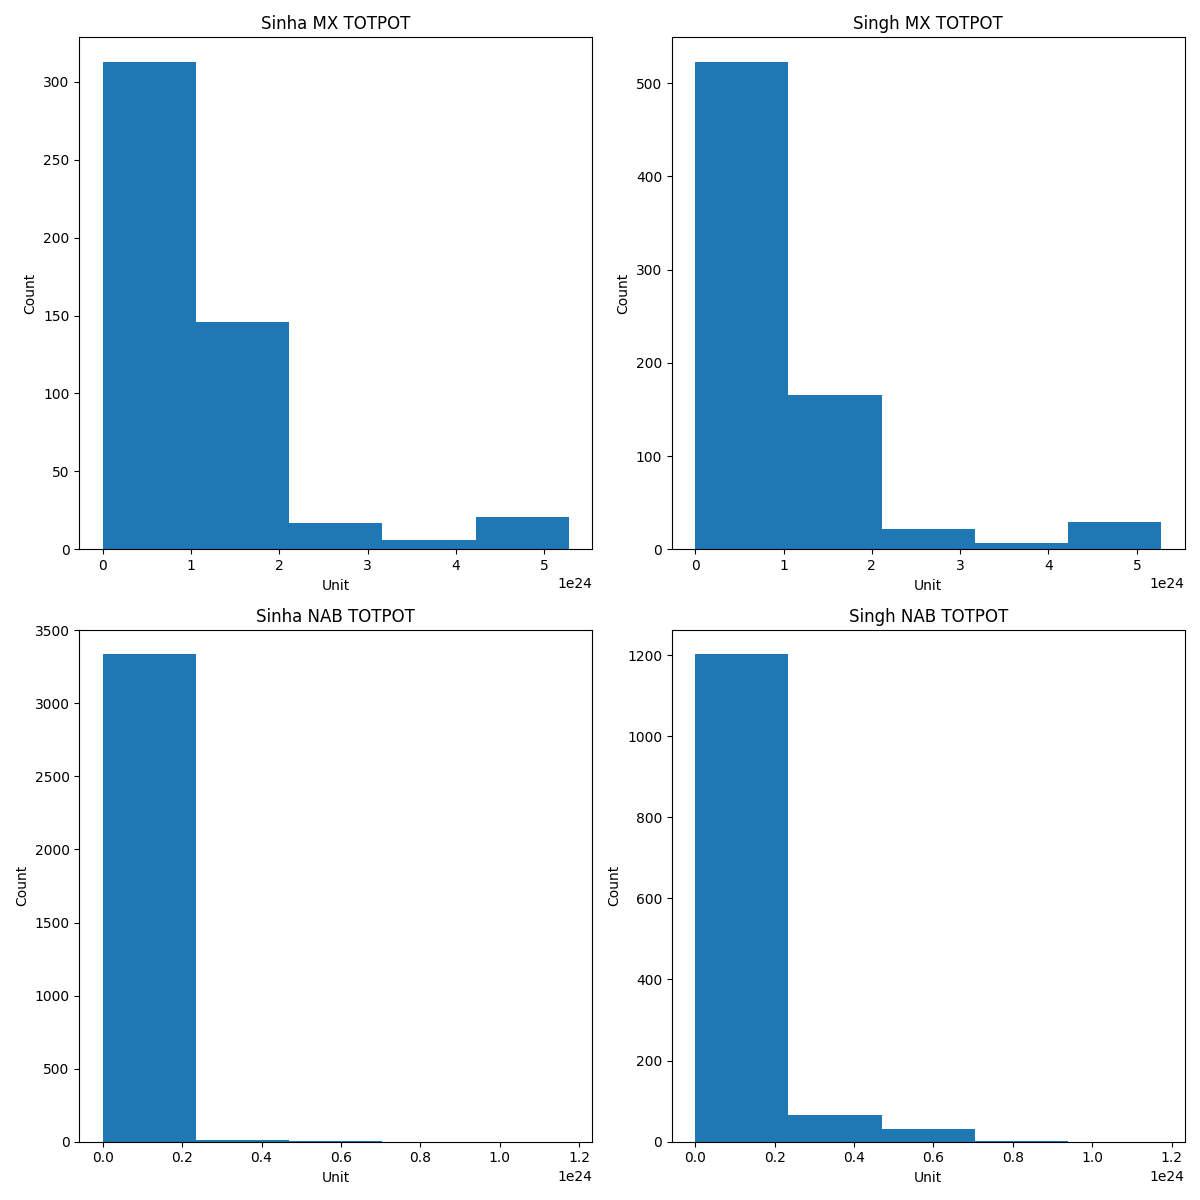 Sinha MX TOTPOT
300
250
200
150
100
50
0
Count
0 1 2 3 4 5
1e24
Unit
Singh MX TOTPOT
500
400
300
200
100
0
Count
0 1 2 3 4 5
1e24
Unit
Sinha NAB TOTPOT
3500
3000
2500
2000
1500
1000
500
0
Count
0.0 0.2 0.4 0.6 0.8 1.0 1.2
1e24
Unit
Singh NAB TOTPOT
1200
1000
800
600
400
200
0
Count
0.0 0.2 0.4 0.6 0.8 1.0 1.2
1e24
Unit